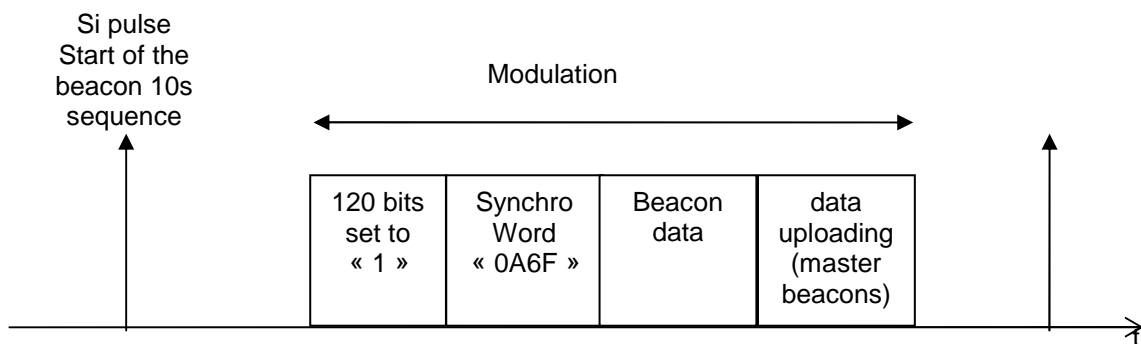 Si pulse
Start of the
beacon 10s
sequence
Modulation
120 bits
set to
« 1 »
Synchro
Word
« 0A6F »
Beacon
data
data
uploading
(master
beacons)